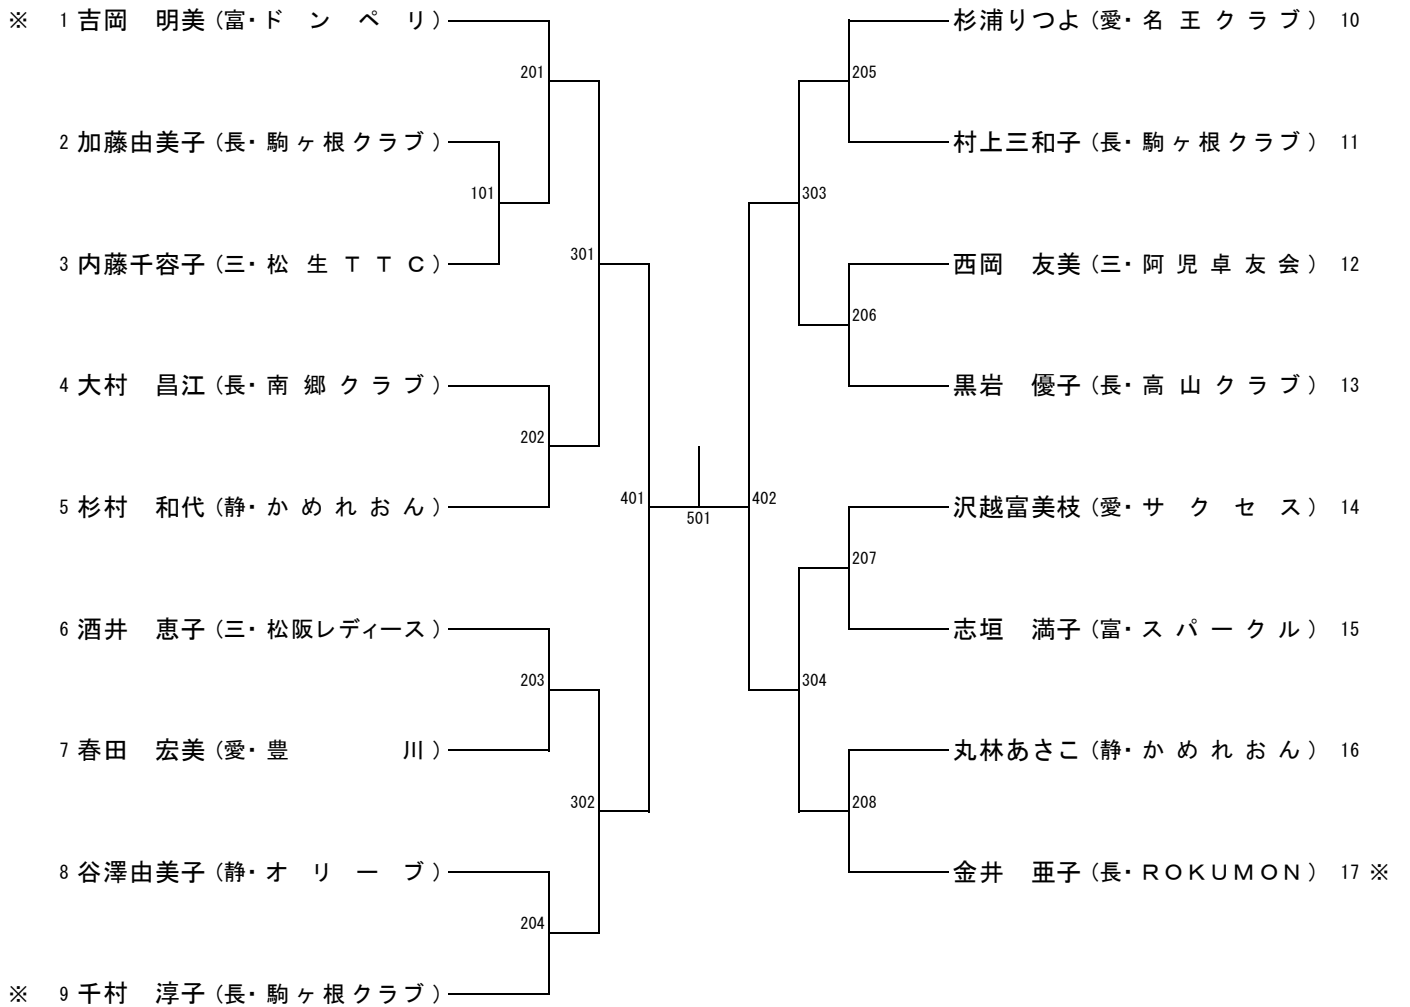 ※ 1 吉岡 明美 (富・ドンペリ)
201
2 加藤由美子 (長・駒ヶ根クラブ)
101
3 内藤千容子 (三・松生TTC)
301
4 大村 昌江 (長・南郷クラブ)
202
5 杉村 和代 (静・かめれおん)
401
6 酒井 恵子 (三・松阪レディース)
203
7 春田 宏美 (愛・豊川)
302
8 谷澤由美子 (静・オリーブ)
204
※ 9 千村 淳子 (長・駒ヶ根クラブ)
501
杉浦りつよ (愛・名王クラブ) 10
205
村上三和子 (長・駒ヶ根クラブ) 11
303
西岡 友美 (三・阿児卓友会) 12
206
黒岩 優子 (長・高山クラブ) 13
402
沢越富美枝 (愛・サクセス) 14
207
志垣 満子 (富・スパークル) 15
304
丸林あさこ (静・かめれおん) 16
208
金井 亜子 (長・ROKUMON) 17 ※